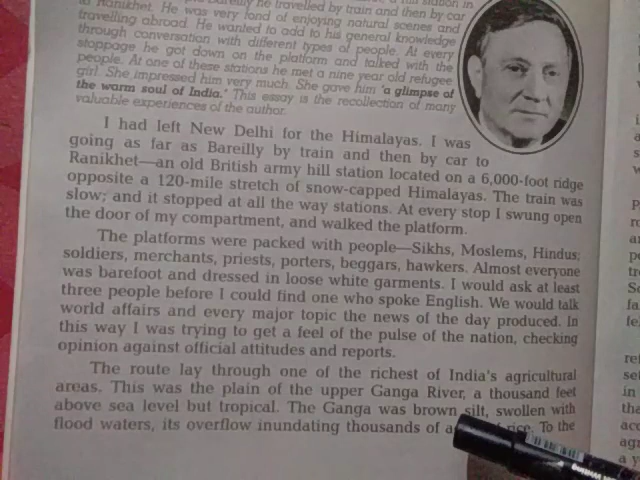 Bareilly he travelled by train and then by car
to Ranikhet. He was very fond of enjoying natural scenes and
travelling abroad. He wanted to add to his general knowledge
through conversation with different types of people. At every
stoppage he got down on the platform and talked with the
people. At one of these stations he met a nine year old refugee
girl. She impressed him very much. She gave him 'a glimpse of
the warm soul of India.' This essay is the recollection of many
valuable experiences of the author.
I had left New Delhi for the Himalayas. I was
going as far as Bareilly by train and then by car to
Ranikhet—an old British army hill station located on a 6,000-foot ridge
opposite a 120-mile stretch of snow-capped Himalayas. The train was
slow; and it stopped at all the way stations. At every stop I swung open
the door of my compartment, and walked the platform.
The platforms were packed with people—Sikhs, Moslems, Hindus;
soldiers, merchants, priests, porters, beggars, hawkers. Almost everyone
was barefoot and dressed in loose white garments. I would ask at least
three people before I could find one who spoke English. We would talk
world affairs and every major topic the news of the day produced. In
this way I was trying to get a feel of the pulse of the nation, checking
opinion against official attitudes and reports.
The route lay through one of the richest of India's agricultural
areas. This was the plain of the upper Ganga River, a thousand feet
above sea level but tropical. The Ganga was brown silt, swollen with
flood waters, its overflow inundating thousands of rice. To the